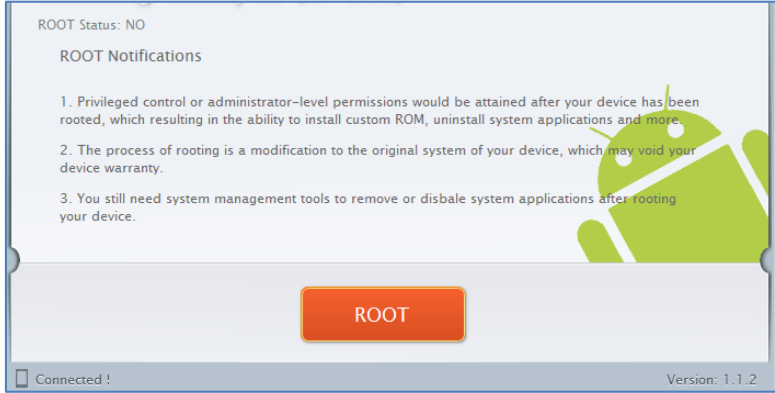 ROOT Status: NO
ROOT Notifications
1. Privileged control or administrator-level permissions would be attained after your device has been
rooted, which resulting in the ability to install custom ROM, uninstall system applications and more.
2. The process of rooting is a modification to the original system of your device, which may void your
device warranty.
3. You still need system management tools to remove or disbale system applications after rooting
your device.
ROOT
Connected !
Version: 1.1.2